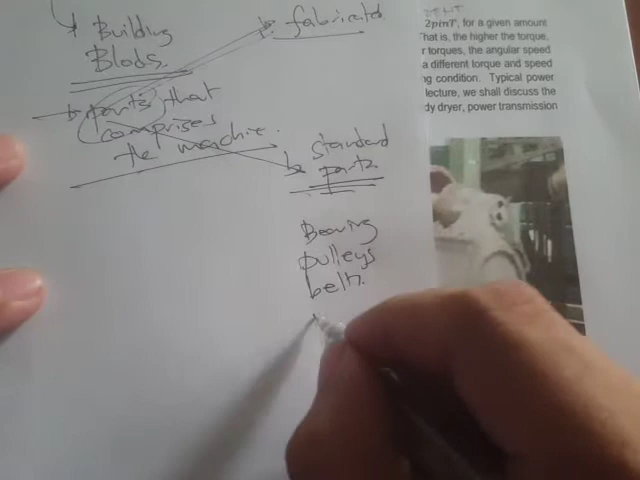 Building
Blocks.
parts that
comprises
the machine.
fabricated.
standard
parts
Bearing
pulleys
belts.
2pinT, for a given amount
That is, the higher the torque,
r torques, the angular speed
a different torque and speed
ng condition. Typical power
lecture, we shall discuss the
dy dryer, power transmission